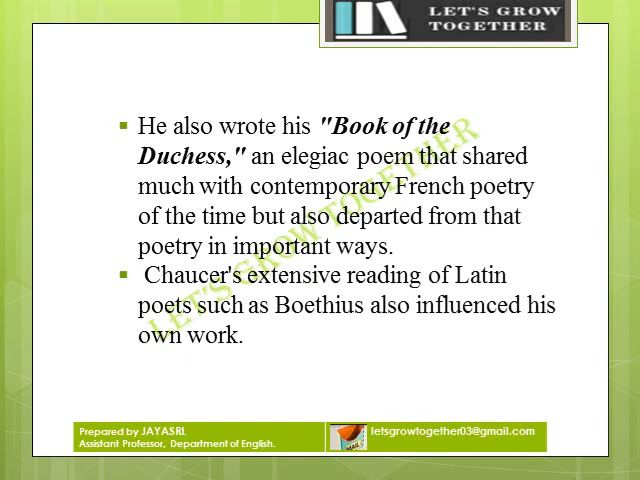 LET'S GROW
TOGETHER
▪ He also wrote his "Book of the
Duchess," an elegiac poem that shared
much with contemporary French poetry
of the time but also departed from that
poetry in important ways.
▪ Chaucer's extensive reading of Latin
poets such as Boethius also influenced his
own work.
LET'S GROW TOGETHER
Prepared by JAYASRI.
Assistant Professor, Department of English.
MAIL
letsgrowtogether03@gmail.com